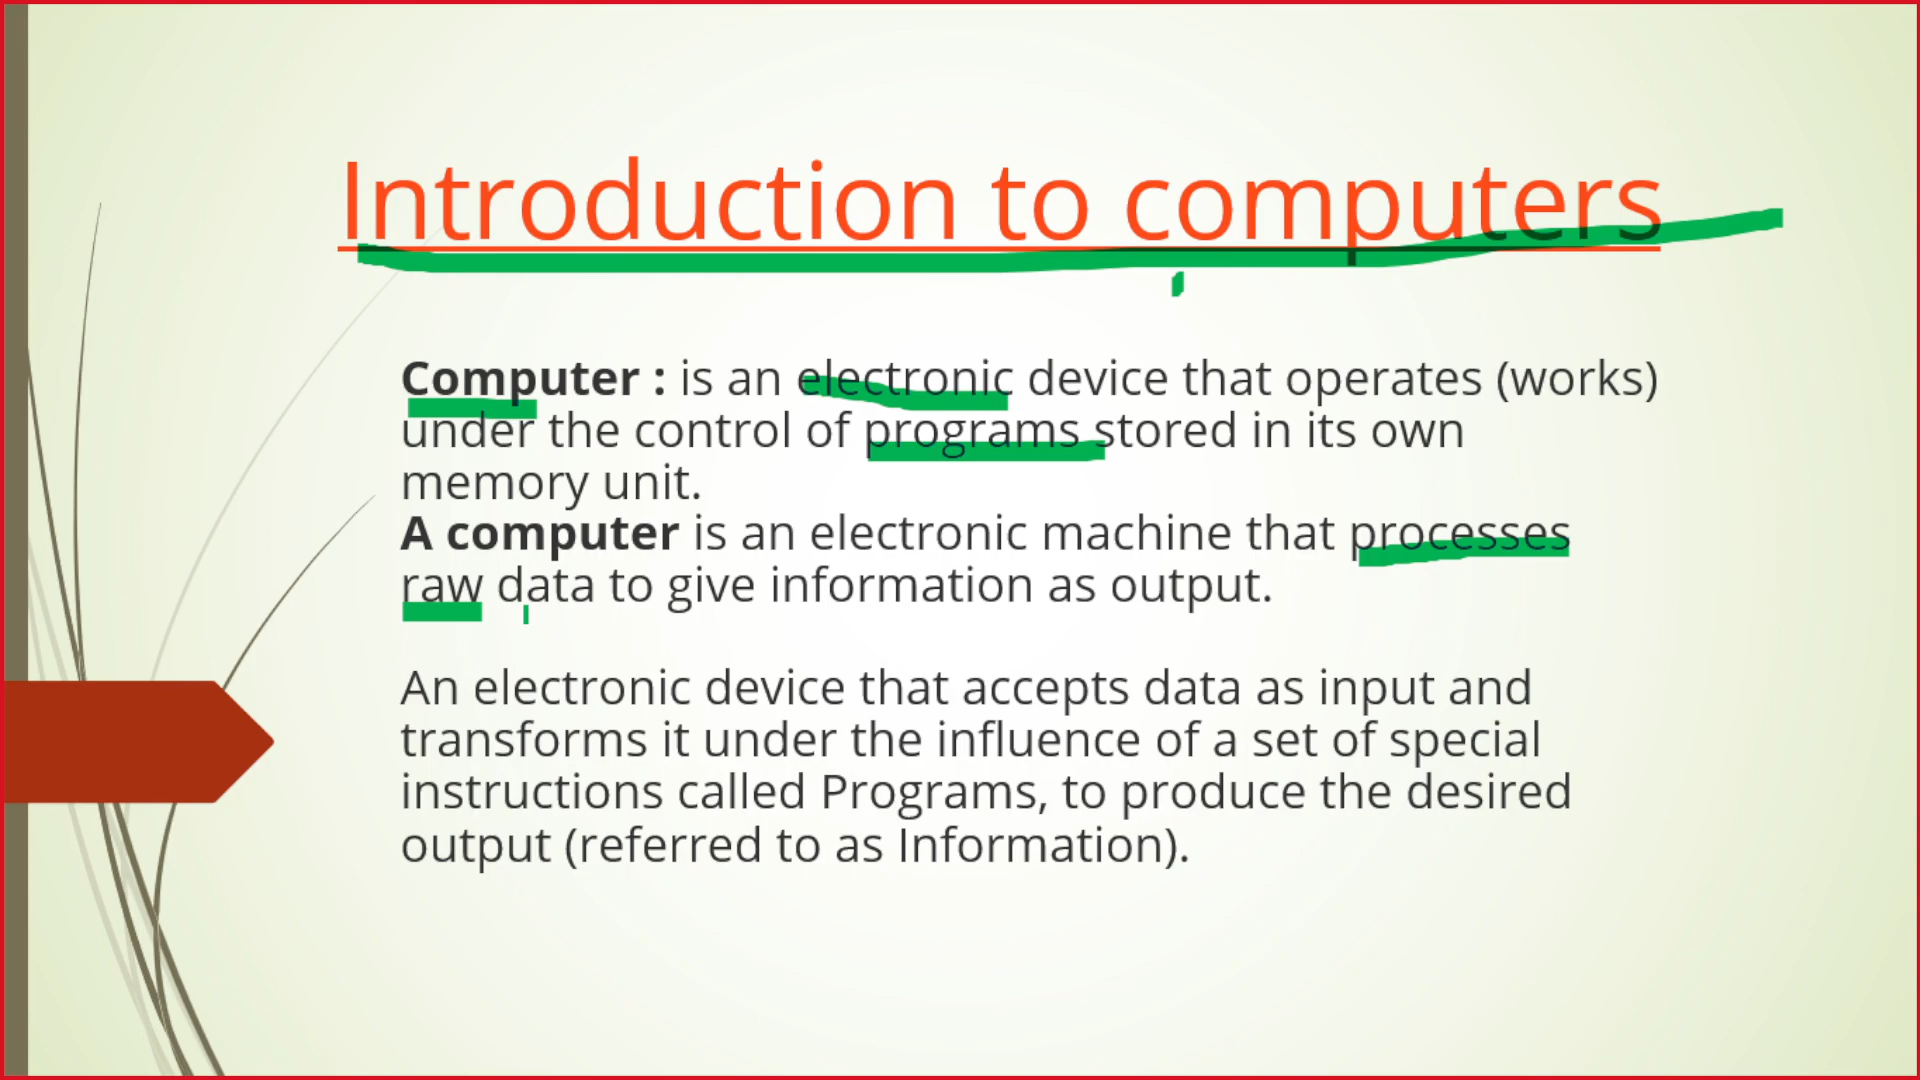 Introduction to computers
Computer : is an electronic device that operates (works)
under the control of programs stored in its own
memory unit.
A computer is an electronic machine that processes
raw data to give information as output.
An electronic device that accepts data as input and
transforms it under the influence of a set of special
instructions called Programs, to produce the desired
output (referred to as Information).